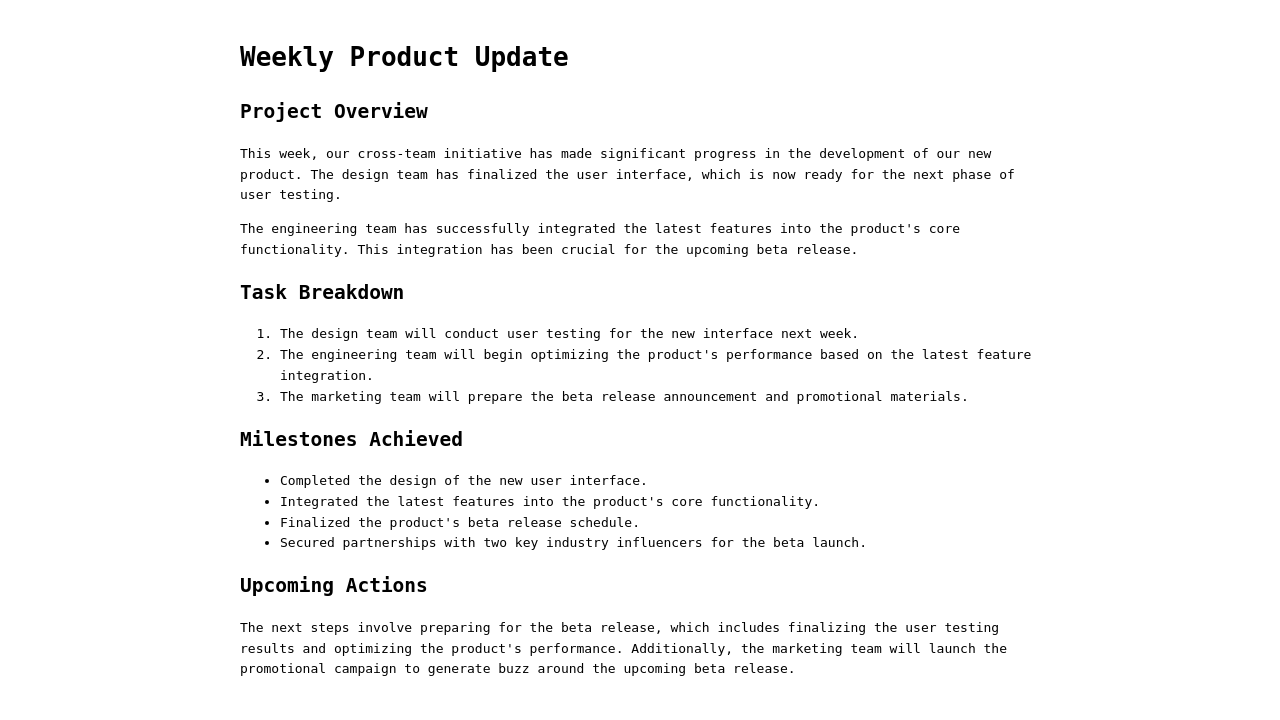 Weekly Product Update
Project Overview
This week, our cross-team initiative has made significant progress in the development of our new
product. The design team has finalized the user interface, which is now ready for the next phase of
user testing.
The engineering team has successfully integrated the latest features into the product's core
functionality. This integration has been crucial for the upcoming beta release.
Task Breakdown
1. The design team will conduct user testing for the new interface next week.
2. The engineering team will begin optimizing the product's performance based on the latest feature
integration.
3. The marketing team will prepare the beta release announcement and promotional materials.
Milestones Achieved
• Completed the design of the new user interface.
• Integrated the latest features into the product's core functionality.
• Finalized the product's beta release schedule.
• Secured partnerships with two key industry influencers for the beta launch.
Upcoming Actions
The next steps involve preparing for the beta release, which includes finalizing the user testing
results and optimizing the product's performance. Additionally, the marketing team will launch the
promotional campaign to generate buzz around the upcoming beta release.